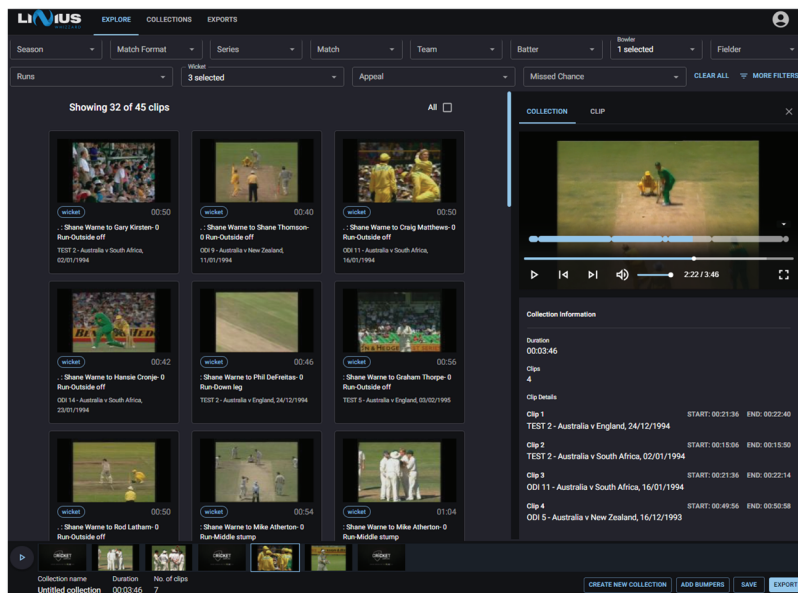 LINIUS
WHIZZARD
EXPLORE COLLECTIONS EXPORTS
Season Match Format Series Match Team Batter Bowler 1 selected Fielder
Runs Wicket 3 selected Appeal Missed Chance CLEAR ALL MORE FILTERS
Showing 32 of 45 clips All
wicket 00:50
. : Shane Warne to Gary Kirsten- 0
Run-Outside off
TEST 2 - Australia v South Africa,
02/01/1994
wicket 00:40
. : Shane Warne to Shane Thomson-
0 Run-Outside off
ODI 9 - Australia v New Zealand,
11/01/1994
wicket 00:50
. : Shane Warne to Craig Matthews- 0
Run-Outside off
ODI 11 - Australia v South Africa,
16/01/1994
wicket 00:42
. : Shane Warne to Hansie Cronje- 0
Run-Outside off
ODI 14 - Australia v South Africa,
23/01/1994
wicket 00:46
. : Shane Warne to Phil DeFreitas- 0
Run-Down leg
TEST 2 - Australia v England, 24/12/1994
wicket 00:56
. : Shane Warne to Graham Thorpe- 0
Run-Outside off
TEST 5 - Australia v England, 03/02/1995
wicket 00:50
. : Shane Warne to Rod Latham- 0
Run-Outside off
wicket 00:54
. : Shane Warne to Mike Atherton- 0
Run-Middle stump
wicket 01:04
. : Shane Warne to Mike Atherton- 0
Run-Middle stump
COLLECTION CLIP
2:22 / 3:46
Collection Information
Duration
00:03:46
Clips
4
Clip Details
Clip 1 START: 00:21:36 END: 00:22:40
TEST 2 - Australia v England, 24/12/1994
Clip 2 START: 00:15:06 END: 00:15:50
TEST 2 - Australia v South Africa, 02/01/1994
Clip 3 START: 00:21:36 END: 00:22:14
ODI 11 - Australia v South Africa, 16/01/1994
Clip 4 START: 00:49:56 END: 00:50:58
ODI 5 - Australia v New Zealand, 16/12/1993
CRICKET CRICKET CRICKET
Collection name Duration No. of clips
Untitled collection 00:03:46 7
CREATE NEW COLLECTION ADD BUMPERS SAVE EXPORT